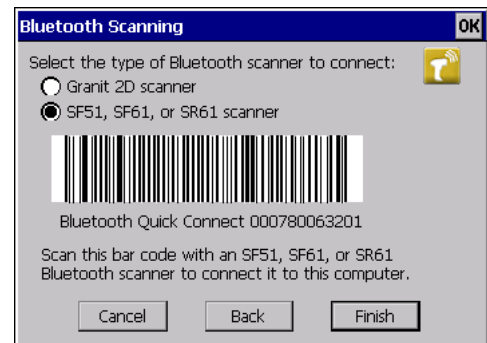 Bluetooth Scanning
OK
Select the type of Bluetooth scanner to connect:
Granit 2D scanner
SF51, SF61, or SR61 scanner
Bluetooth Quick Connect 000780063201
Scan this bar code with an SF51, SF61, or SR61
Bluetooth scanner to connect it to this computer.
Cancel
Back
Finish